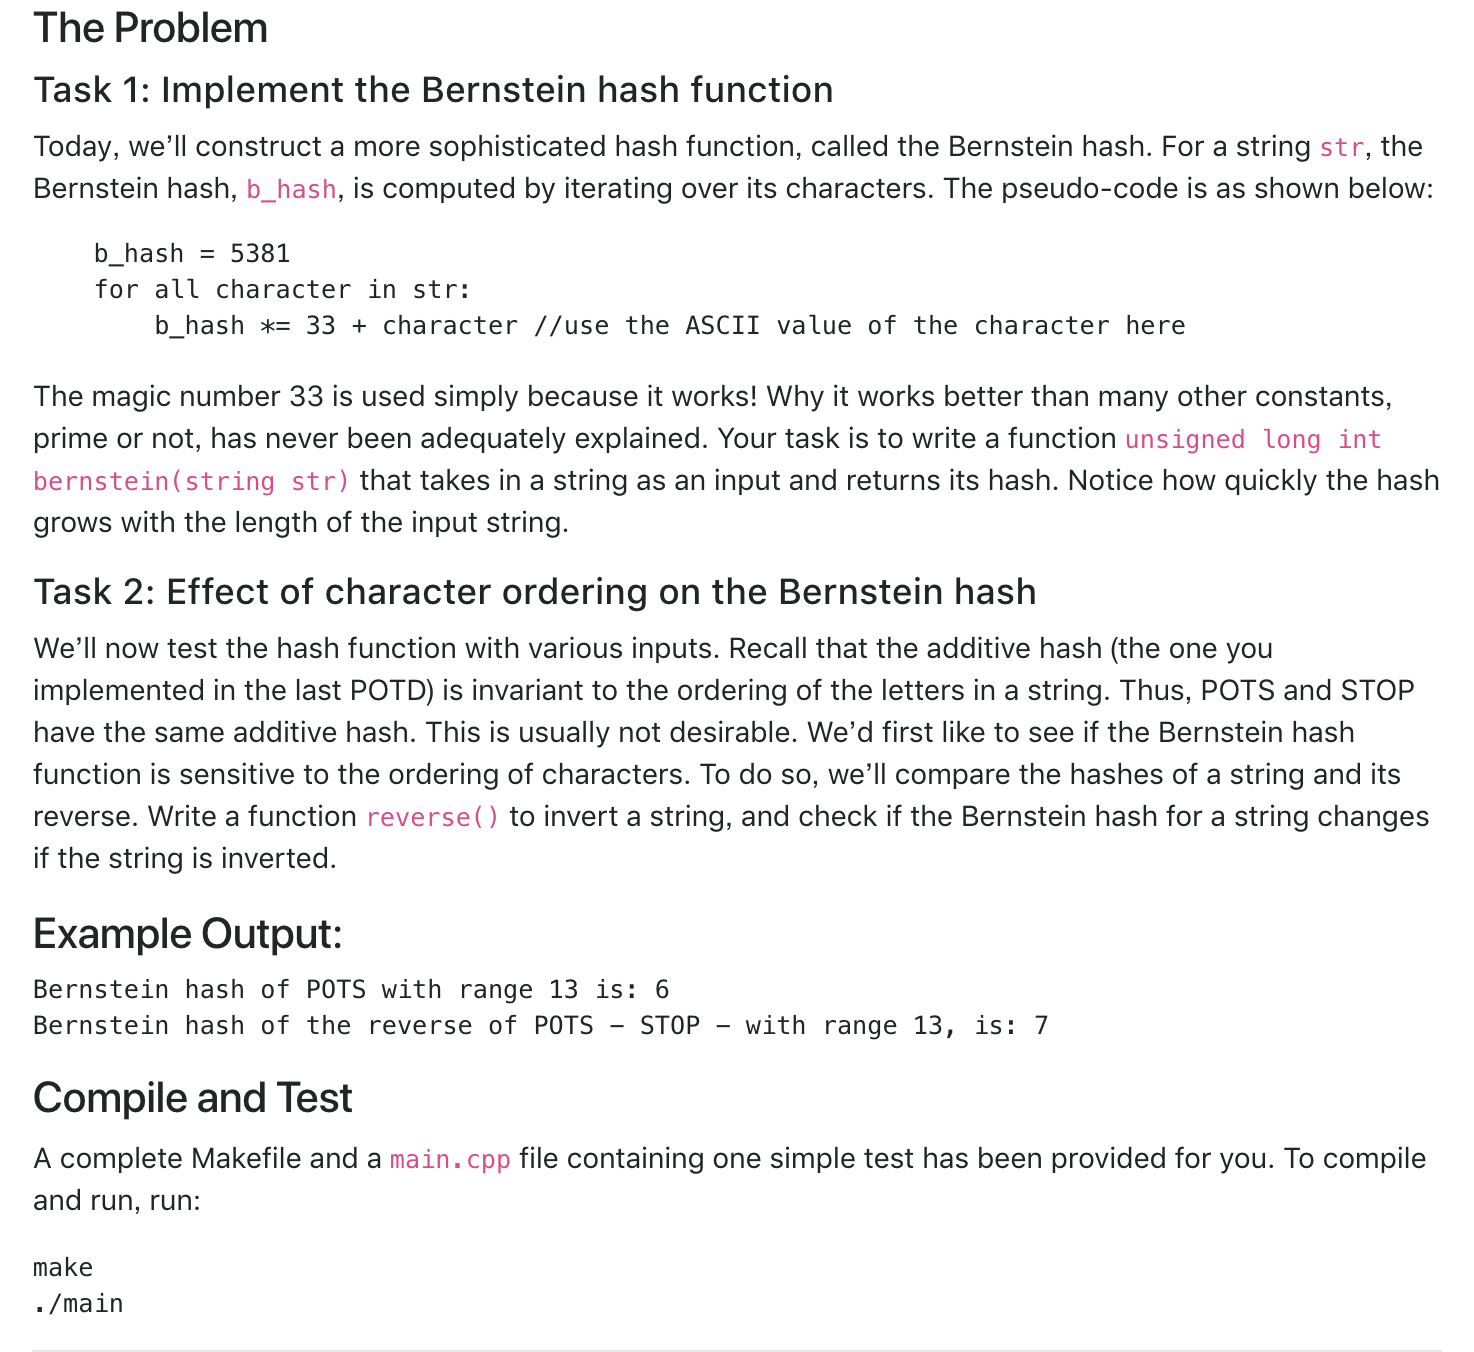 The Problem
Task 1: Implement the Bernstein hash function
Today, we’ll construct a more sophisticated hash function, called the Bernstein hash. For a string str, the
Bernstein hash, b_hash, is computed by iterating over its characters. The pseudo-code is as shown below:
b_hash = 5381
for all character in str:
b_hash *= 33 + character //use the ASCII value of the character here
The magic number 33 is used simply because it works! Why it works better than many other constants,
prime or not, has never been adequately explained. Your task is to write a function unsigned long int
bernstein(string str) that takes in a string as an input and returns its hash. Notice how quickly the hash
grows with the length of the input string.
Task 2: Effect of character ordering on the Bernstein hash
We’ll now test the hash function with various inputs. Recall that the additive hash (the one you
implemented in the last POTD) is invariant to the ordering of the letters in a string. Thus, POTS and STOP
have the same additive hash. This is usually not desirable. We’d first like to see if the Bernstein hash
function is sensitive to the ordering of characters. To do so, we’ll compare the hashes of a string and its
reverse. Write a function reverse() to invert a string, and check if the Bernstein hash for a string changes
if the string is inverted.
Example Output:
Bernstein hash of POTS with range 13 is: 6
Bernstein hash of the reverse of POTS – STOP – with range 13, is: 7
Compile and Test
A complete Makefile and a main.cpp file containing one simple test has been provided for you. To compile
and run, run:
make
./main